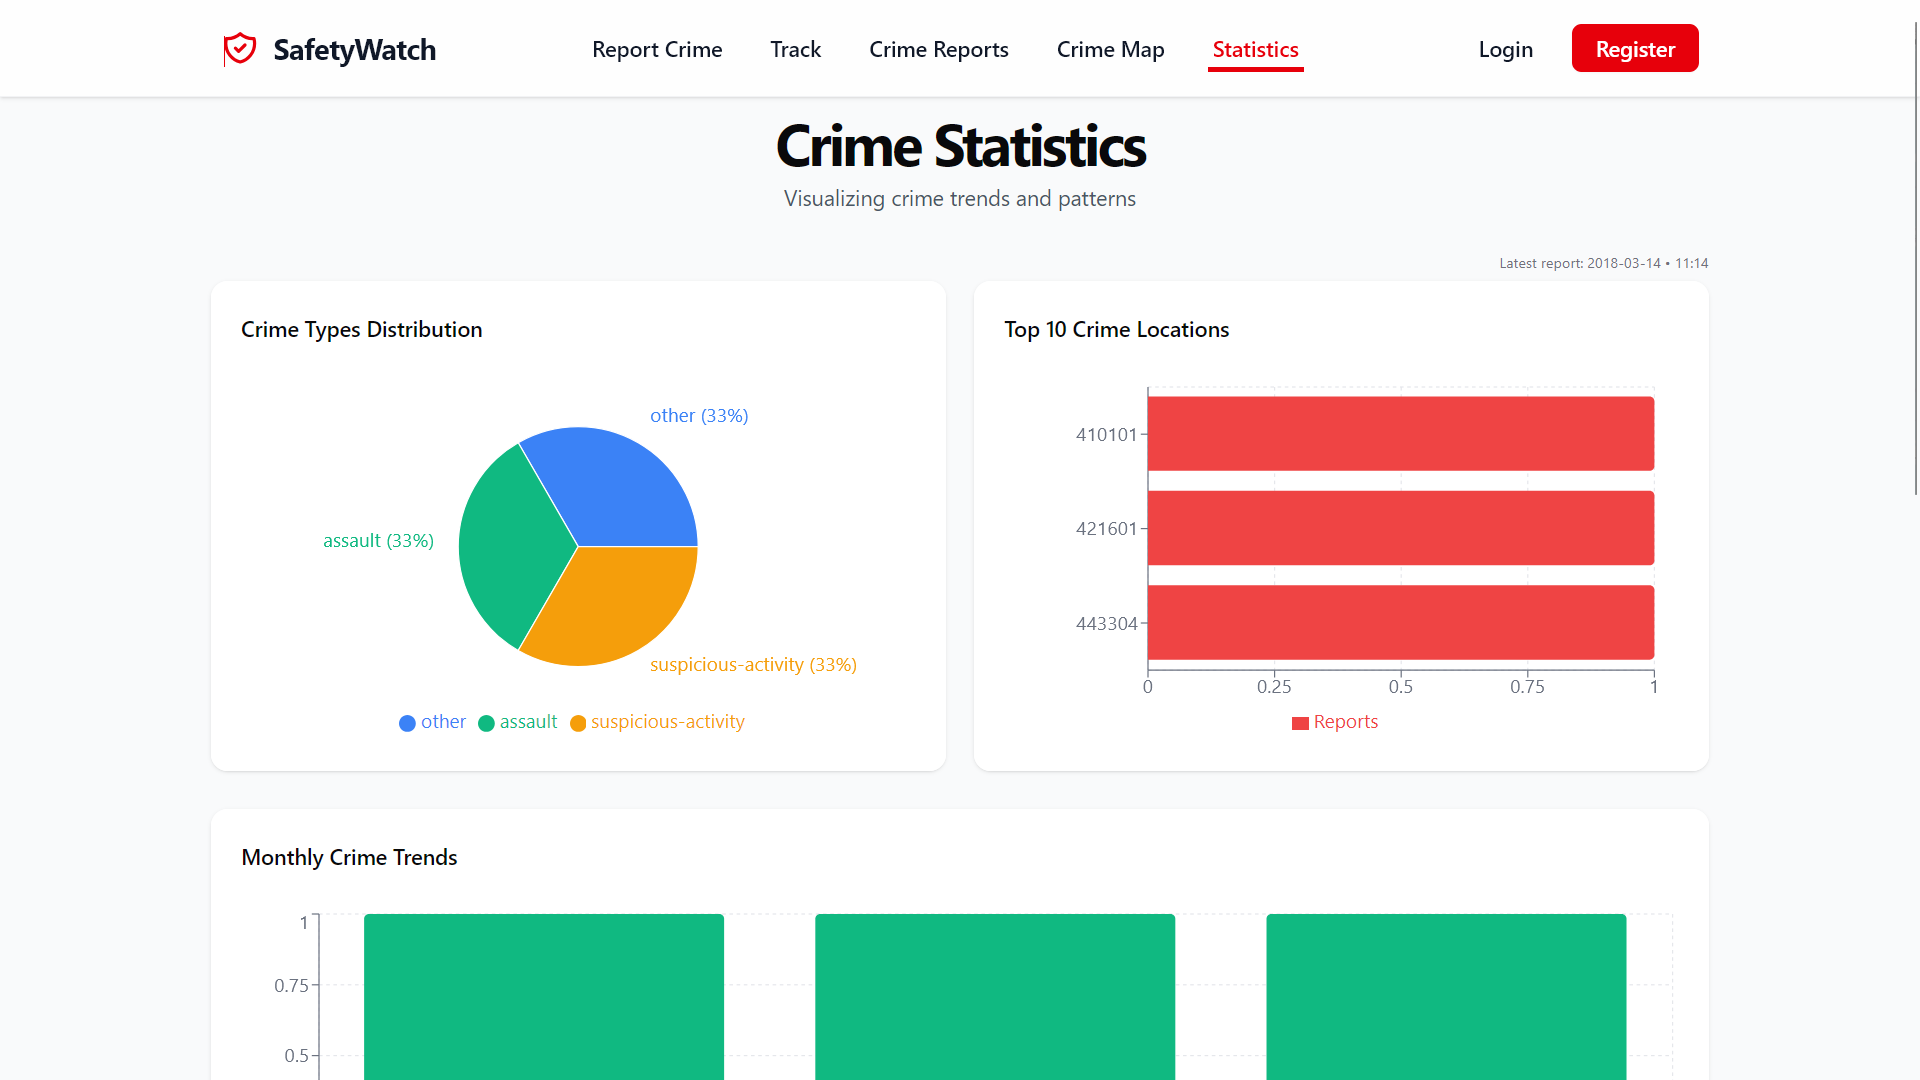 SafetyWatch
Report Crime
Track
Crime Reports
Crime Map
Statistics
Login
Register
Crime Statistics
Visualizing crime trends and patterns
Latest report: 2018-03-14 • 11:14
Crime Types Distribution
other (33%)
assault (33%)
suspicious-activity (33%)
other
assault
suspicious-activity
Top 10 Crime Locations
410101
421601
443304
0
0.25
0.5
0.75
1
Reports
Monthly Crime Trends
1
0.75
0.5